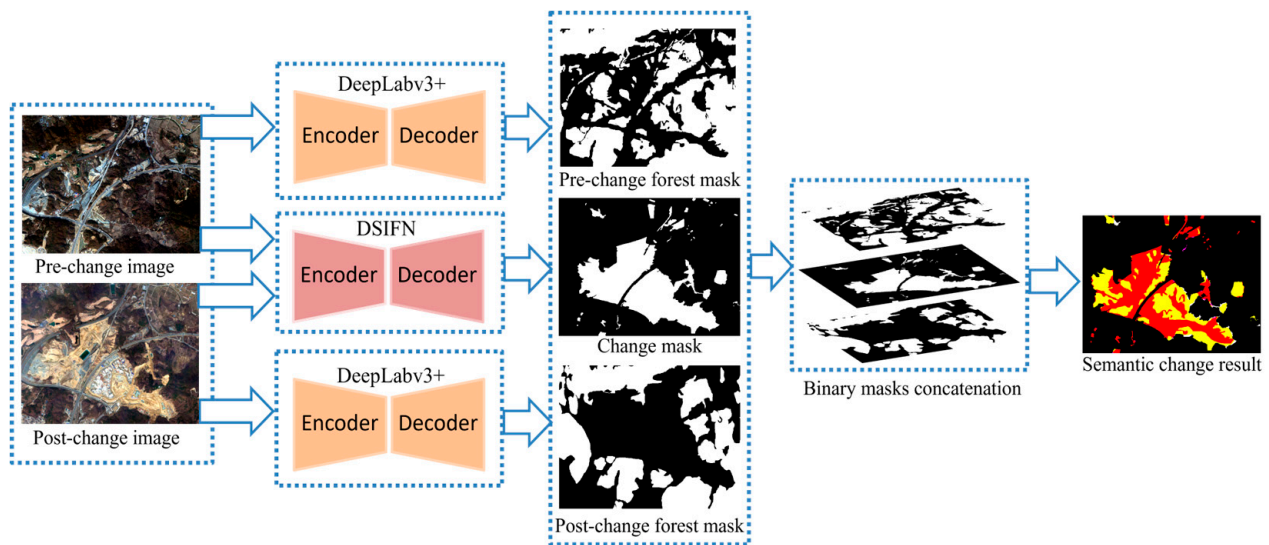 Pre-change image
Post-change image
DeepLabv3+
Encoder
Decoder
DSIFN
Encoder
Decoder
DeepLabv3+
Encoder
Decoder
Pre-change forest mask
Change mask
Post-change forest mask
Binary masks concatenation
Semantic change result